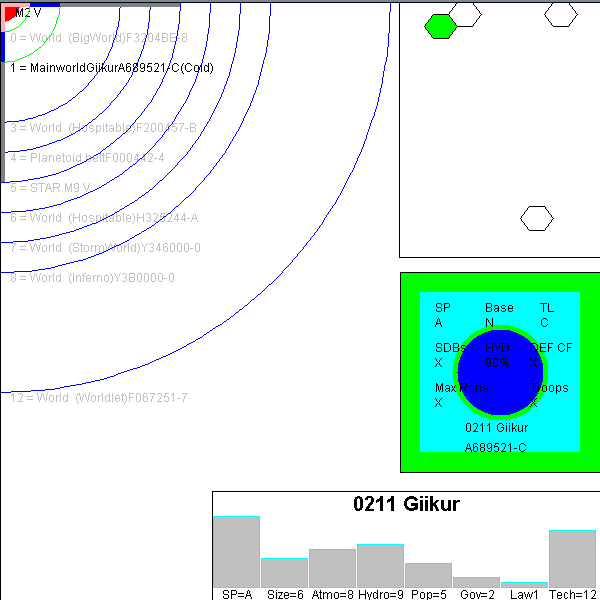 M2 V
0 = World  (BigWorld)F3204BE-8
1 = MainworldGiikurA689521-C(Cold)
3 = World  (Hospitable)F200457-B
4 = Planetoid beltF000442-4
5 = STAR M9 V
6 = World  (Hospitable)H325244-A
7 = World  (StormWorld)Y346000-0
8 = World  (Inferno)Y3B0000-0
12 = World  (Worldlet)F067251-7
SP Base TL
A N C
SDBs HYD DEF CF
X 90% X
Max Troops
X X
0211 Giikur
A689521-C
0211 Giikur
SP=A Size=6 Atmo=8 Hydro=9 Pop=5 Gov=2 Law1 Tech=12